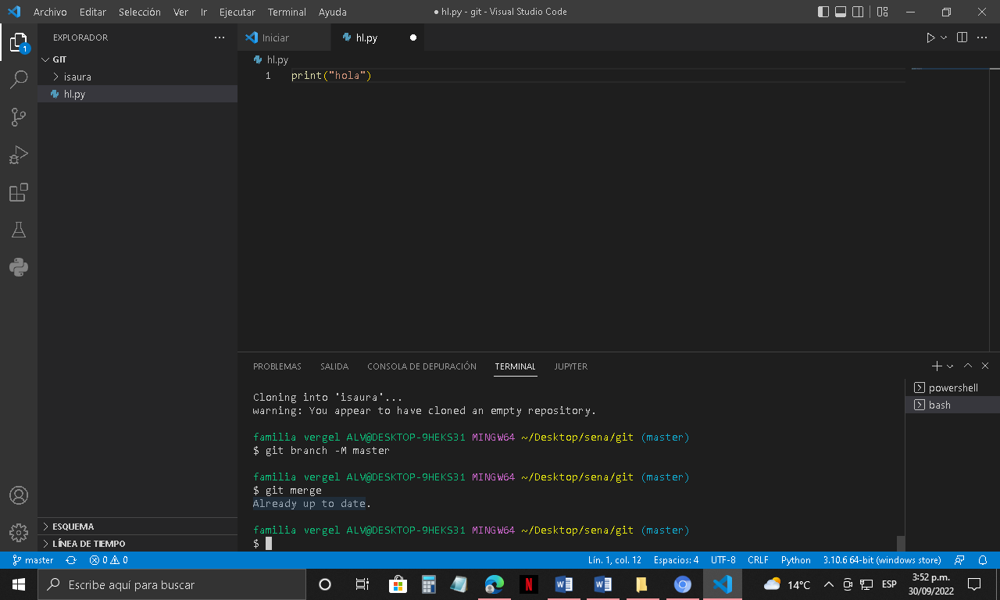 Archivo Editar Selección Ver Ir Ejecutar Terminal Ayuda
● hl.py - git - Visual Studio Code
EXPLORADOR
GIT
isaura
hl.py
1
Iniciar
hl.py
hl.py
1 print("hola")
PROBLEMAS SALIDA CONSOLA DE DEPURACIÓN TERMINAL JUPYTER
Cloning into 'isaura'...
warning: You appear to have cloned an empty repository.
familia vergel ALV@DESKTOP-9HEKS31 MINGW64 ~/Desktop/sena/git (master)
$ git branch -M master
familia vergel ALV@DESKTOP-9HEKS31 MINGW64 ~/Desktop/sena/git (master)
$ git merge
Already up to date.
familia vergel ALV@DESKTOP-9HEKS31 MINGW64 ~/Desktop/sena/git (master)
$
powershell
bash
ESQUEMA
LÍNEA DE TIEMPO
master 0 0 Lín. 1, col. 12 Espacios: 4 UTF-8 CRLF Python 3.10.6 64-bit (windows store)
Escribe aquí para buscar
N
14°C
ESP
3:52 p.m.
30/09/2022